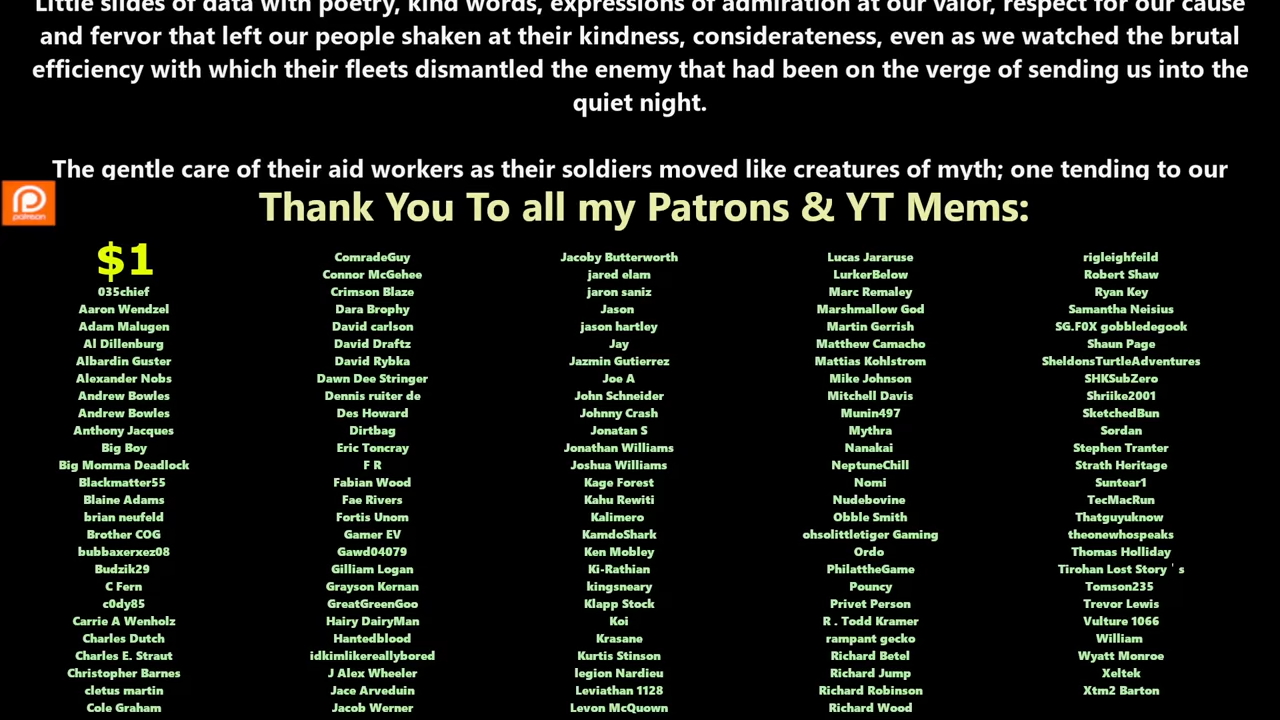 Little slides of data with poetry, kind words, expressions of admiration at our valor, respect for our cause
and fervor that left our people shaken at their kindness, considerateness, even as we watched the brutal
efficiency with which their fleets dismantled the enemy that had been on the verge of sending us into the
quiet night.
The gentle care of their aid workers as their soldiers moved like creatures of myth; one tending to our
patreon
Thank You To all my Patrons & YT Mems:
$1
035chief
Aaron Wendzel
Adam Malugen
Al Dillenburg
Albardin Guster
Alexander Nobs
Andrew Bowles
Andrew Bowles
Anthony Jacques
Big Boy
Big Momma Deadlock
Blackmatter55
Blaine Adams
brian neufeld
Brother COG
bubbaxerxez08
Budzik29
C Fern
c0dy85
Carrie A Wenholz
Charles Dutch
Charles E. Straut
Christopher Barnes
cletus martin
Cole Graham
ComradeGuy
Connor McGehee
Crimson Blaze
Dara Brophy
David carlson
David Draftz
David Rybka
Dawn Dee Stringer
Dennis ruiter de
Des Howard
Dirtbag
Eric Toncray
F R
Fabian Wood
Fae Rivers
Fortis Unom
Gamer EV
Gawd04079
Gilliam Logan
Grayson Kernan
GreatGreenGoo
Hairy DairyMan
Hantedblood
idkimlikereallybored
J Alex Wheeler
Jace Arveduin
Jacob Werner
Jacoby Butterworth
jared elam
jaron saniz
Jason
jason hartley
Jay
Jazmin Gutierrez
Joe A
John Schneider
Johnny Crash
Jonatan S
Jonathan Williams
Joshua Williams
Kage Forest
Kahu Rewiti
Kalimero
KamdoShark
Ken Mobley
Ki-Rathian
kingsneary
Klapp Stock
Koi
Krasane
Kurtis Stinson
legion Nardieu
Leviathan 1128
Levon McQuown
Lucas Jararuse
LurkerBelow
Marc Remaley
Marshmallow God
Martin Gerrish
Matthew Camacho
Mattias Kohlstrom
Mike Johnson
Mitchell Davis
Munin497
Mythra
Nanakai
NeptuneChill
Nomi
Nudebovine
Obble Smith
ohsolittletiger Gaming
Ordo
PhilattheGame
Pouncy
Privet Person
R . Todd Kramer
rampant gecko
Richard Betel
Richard Jump
Richard Robinson
Richard Wood
rigleighfeild
Robert Shaw
Ryan Key
Samantha Neisius
SG.F0X gobbledegook
Shaun Page
SheldonsTurtleAdventures
SHKSubZero
Shriike2001
SketchedBun
Sordan
Stephen Tranter
Strath Heritage
Suntear1
TecMacRun
Thatguyuknow
theonewhospeaks
Thomas Holliday
Tirohan Lost Story ' s
Tomson235
Trevor Lewis
Vulture 1066
William
Wyatt Monroe
Xeltek
Xtm2 Barton